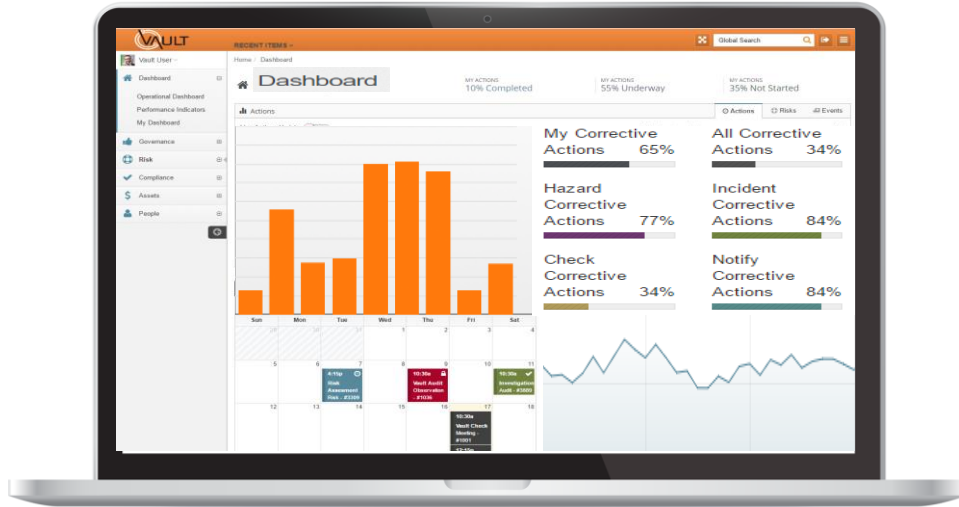 VAULT
RECENT ITEMS
Global Search
Vault User
Home / Dashboard
Dashboard
Operational Dashboard
Performance Indicators
My Dashboard
Governance
Risk
Compliance
Assets
People
Dashboard
MY ACTIONS
10% Completed
MY ACTIONS
55% Underway
MY ACTIONS
35% Not Started
Actions
Actions
Risks
Events
My Corrective
Actions 65%
All Corrective
Actions 34%
Hazard
Corrective
Actions 77%
Incident
Corrective
Actions 84%
Check
Corrective
Actions 34%
Notify
Corrective
Actions 84%
Sun Mon Tue Wed Thu Fri Sat
1 2 3 4
5 6 7 8 9 10 11
4:15p
Risk
Assessment
Risk - #3309
10:30a
Vault Audit
Observation
- #1036
10:30a
Investigation
Audit - #3880
12 13 14 15 16 17 18
10:30a
Vault Check
Meeting -
#1001